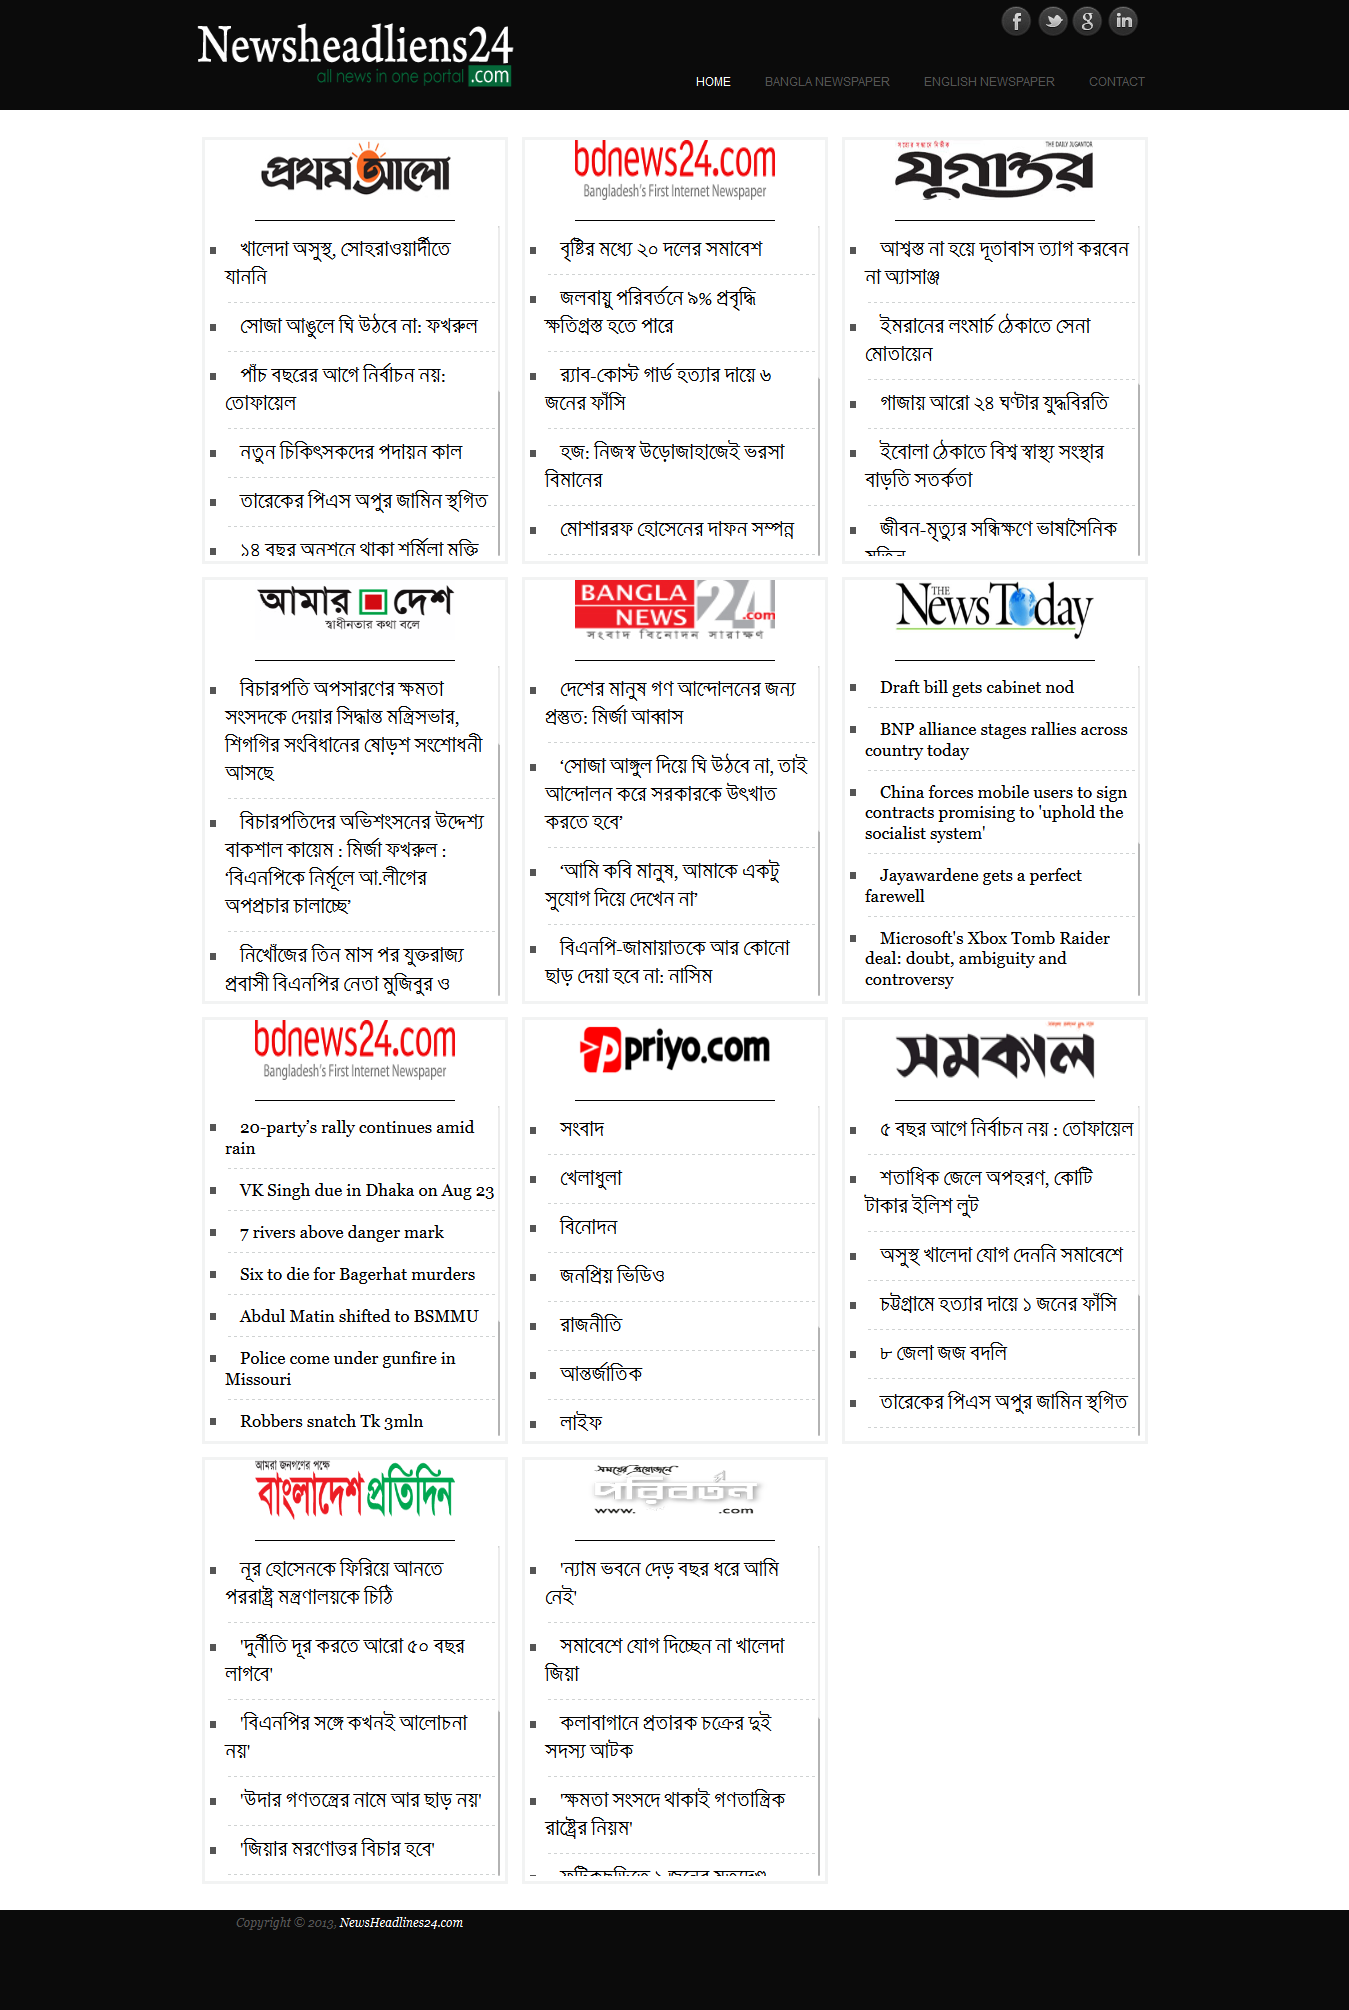 Newsheadliens24
all news in one portal .com
HOME BANGLA NEWSPAPER ENGLISH NEWSPAPER CONTACT
প্রথম আলো
খালেদা অসুস্থ, সোহরাওয়ার্দীতে
যাননি
সোজা আঙুলে ঘি উঠবে না: ফখরুল
পাঁচ বছরের আগে নির্বাচন নয়:
তোফায়েল
নতুন চিকিৎসকদের পদায়ন কাল
তারেকের পিএস অপুর জামিন স্থগিত
১৪ বছর অনশনে থাকা শর্মিলা মুক্তি
bdnews24.com
Bangladesh's First Internet Newspaper
বৃষ্টির মধ্যে ২০ দলের সমাবেশ
জলবায়ু পরিবর্তনে ৯% প্রবৃদ্ধি
ক্ষতিগ্রস্ত হতে পারে
র‌্যাব-কোস্ট গার্ড হত্যার দায়ে ৬
জনের ফাঁসি
হজ: নিজস্ব উড়োজাহাজেই ভরসা
বিমানের
মোশাররফ হোসেনের দাফন সম্পন্ন
THE DAILY JUGANTOR
যুগান্তর
আশ্বস্ত না হয়ে দূতাবাস ত্যাগ করবেন
না অ্যাসাঞ্জ
ইমরানের লংমার্চ ঠেকাতে সেনা
মোতায়েন
গাজায় আরো ২৪ ঘণ্টার যুদ্ধবিরতি
ইবোলা ঠেকাতে বিশ্ব স্বাস্থ্য সংস্থার
বাড়তি সতর্কতা
জীবন-মৃত্যুর সন্ধিক্ষণে ভাষাসৈনিক
মতিন
আমার দেশ
স্বাধীনতার কথা বলে
বিচারপতি অপসারণের ক্ষমতা
সংসদকে দেয়ার সিদ্ধান্ত মন্ত্রিসভার,
শিগগির সংবিধানের ষোড়শ সংশোধনী
আসছে
বিচারপতিদের অভিশংসনের উদ্দেশ্য
বাকশাল কায়েম : মির্জা ফখরুল :
‘বিএনপিকে নির্মূলে আ.লীগের
অপপ্রচার চালাচ্ছে’
নিখোঁজের তিন মাস পর যুক্তরাজ্য
প্রবাসী বিএনপির নেতা মুজিবুর ও
BANGLA
NEWS 24 .com
সংবাদ বিনোদন সারাক্ষণ
দেশের মানুষ গণ আন্দোলনের জন্য
প্রস্তুত: মির্জা আব্বাস
‘সোজা আঙ্গুল দিয়ে ঘি উঠবে না, তাই
আন্দোলন করে সরকারকে উৎখাত
করতে হবে’
‘আমি কবি মানুষ, আমাকে একটু
সুযোগ দিয়ে দেখেন না’
বিএনপি-জামায়াতকে আর কোনো
ছাড় দেয়া হবে না: নাসিম
THE
News Today
Draft bill gets cabinet nod
BNP alliance stages rallies across
country today
China forces mobile users to sign
contracts promising to 'uphold the
socialist system'
Jayawardene gets a perfect
farewell
Microsoft's Xbox Tomb Raider
deal: doubt, ambiguity and
controversy
bdnews24.com
Bangladesh's First Internet Newspaper
20-party’s rally continues amid
rain
VK Singh due in Dhaka on Aug 23
7 rivers above danger mark
Six to die for Bagerhat murders
Abdul Matin shifted to BSMMU
Police come under gunfire in
Missouri
Robbers snatch Tk 3mln
priyo.com
সংবাদ
খেলাধুলা
বিনোদন
জনপ্রিয় ভিডিও
রাজনীতি
আন্তর্জাতিক
লাইফ
সমকাল
৫ বছর আগে নির্বাচন নয় : তোফায়েল
শতাধিক জেলে অপহরণ, কোটি
টাকার ইলিশ লুট
অসুস্থ খালেদা যোগ দেননি সমাবেশে
চট্টগ্রামে হত্যার দায়ে ১ জনের ফাঁসি
৮ জেলা জজ বদলি
তারেকের পিএস অপুর জামিন স্থগিত
আমরা জনগণের পক্ষে
বাংলাদেশ প্রতিদিন
নূর হোসেনকে ফিরিয়ে আনতে
পররাষ্ট্র মন্ত্রণালয়কে চিঠি
'দুর্নীতি দূর করতে আরো ৫০ বছর
লাগবে'
'বিএনপির সঙ্গে কখনই আলোচনা
নয়'
'উদার গণতন্ত্রের নামে আর ছাড় নয়'
'জিয়ার মরণোত্তর বিচার হবে'
সময়ের প্রয়োজনে
পরিবর্তন
www. .com
'ন্যাম ভবনে দেড় বছর ধরে আমি
নেই'
সমাবেশে যোগ দিচ্ছেন না খালেদা
জিয়া
কলাবাগানে প্রতারক চক্রের দুই
সদস্য আটক
'ক্ষমতা সংসদে থাকাই গণতান্ত্রিক
রাষ্ট্রের নিয়ম'
Copyright © 2013, NewsHeadlines24.com